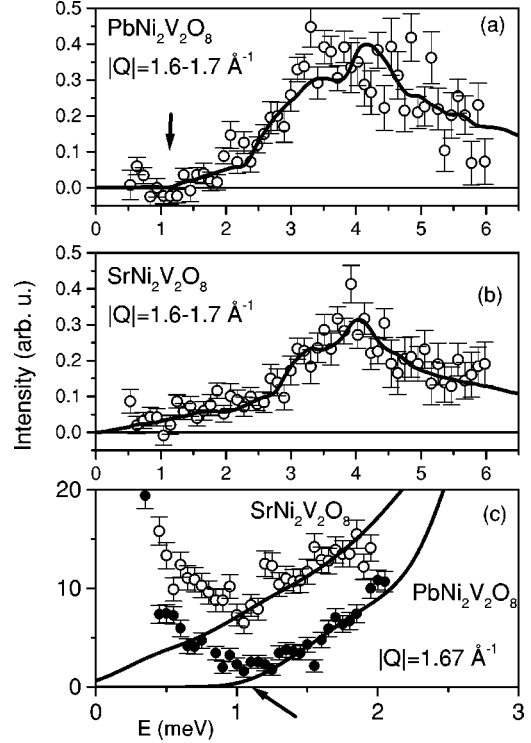 0.5
PbNi₂V₂O₈
(a)
0.4
|Q|=1.6-1.7 Å⁻¹
0.3
0.2
0.1
0.0
0 1 2 3 4 5 6
0.5
SrNi₂V₂O₈
(b)
0.4
|Q|=1.6-1.7 Å⁻¹
0.3
0.2
0.1
0.0
0 1 2 3 4 5 6
Intensity (arb. u.)
20
(c)
SrNi₂V₂O₈
PbNi₂V₂O₈
10
|Q|=1.67 Å⁻¹
0
0 1 2 3
E (meV)